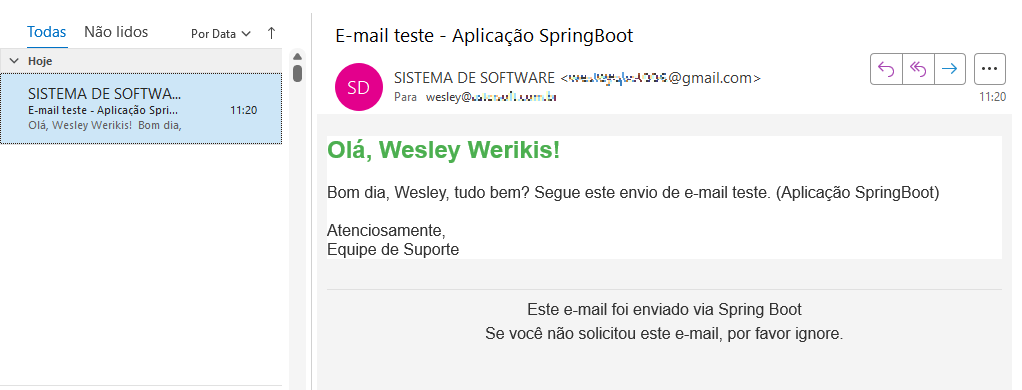 Todas Não lidos Por Data
Hoje
SISTEMA DE SOFTWA...
E-mail teste - Aplicação Spri... 11:20
Olá, Wesley Werikis! Bom dia,
E-mail teste - Aplicação SpringBoot
SD
SISTEMA DE SOFTWARE < @gmail.com>
Para wesley@
11:20
Olá, Wesley Werikis!
Bom dia, Wesley, tudo bem? Segue este envio de e-mail teste. (Aplicação SpringBoot)
Atenciosamente,
Equipe de Suporte
Este e-mail foi enviado via Spring Boot
Se você não solicitou este e-mail, por favor ignore.